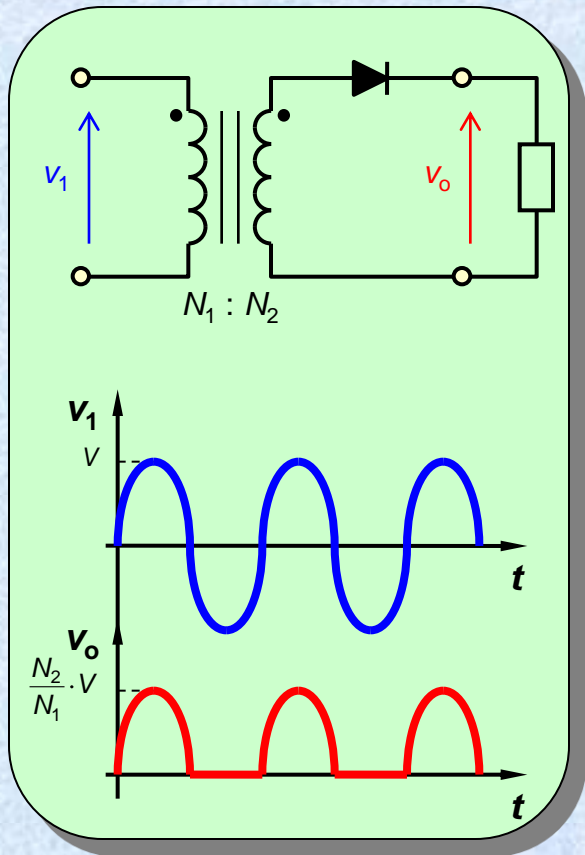 v₁
vₒ
N₁ : N₂
v₁
V
t
vₒ
N₂/N₁ · V
t